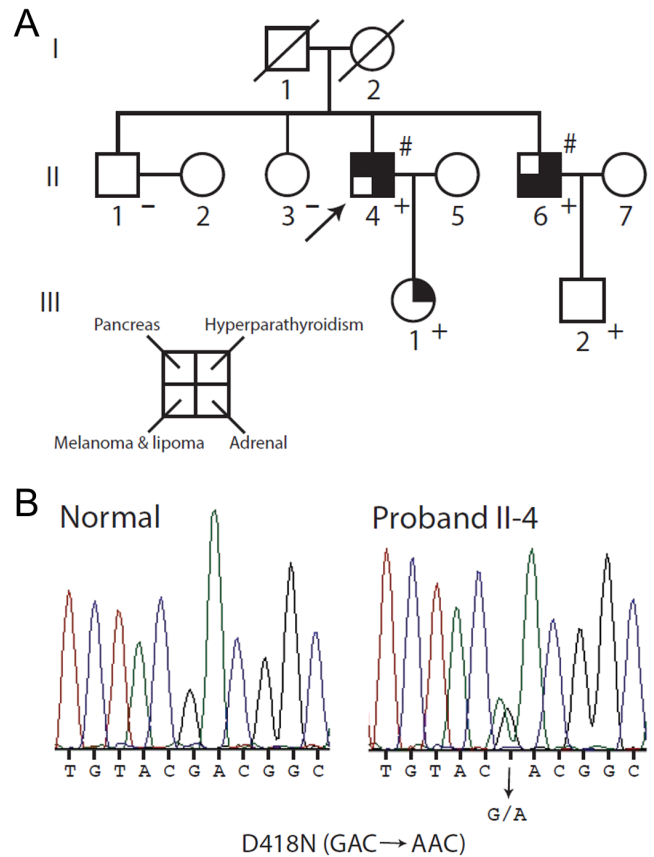 A
I
1 2
# #
II
1 − 2 3 − 4 + 5 6 + 7
III
1 + 2 +
Pancreas Hyperparathyroidism
Melanoma & lipoma Adrenal
B
Normal Proband II-4
T G T A C G A C G G C T G T A C A C G G C
G/A
D418N (GAC→AAC)